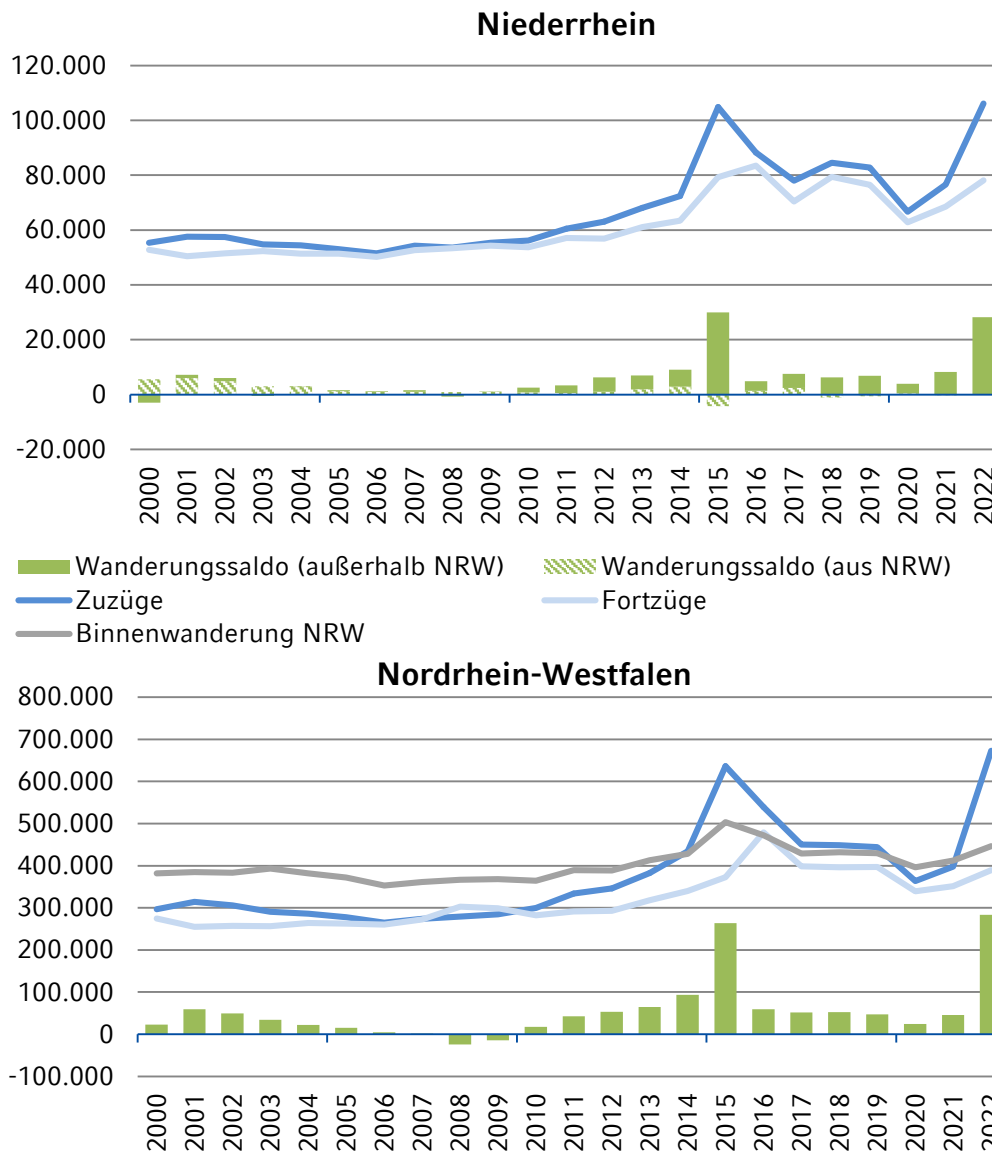 Niederrhein
120.000
100.000
80.000
60.000
40.000
20.000
0
-20.000
2000 2001 2002 2003 2004 2005 2006 2007 2008 2009 2010 2011 2012 2013 2014 2015 2016 2017 2018 2019 2020 2021 2022
Wanderungssaldo (außerhalb NRW) Wanderungssaldo (aus NRW)
Zuzüge Fortzüge
Binnenwanderung NRW
Nordrhein-Westfalen
800.000
700.000
600.000
500.000
400.000
300.000
200.000
100.000
0
-100.000
2000 2001 2002 2003 2004 2005 2006 2007 2008 2009 2010 2011 2012 2013 2014 2015 2016 2017 2018 2019 2020 2021 2022